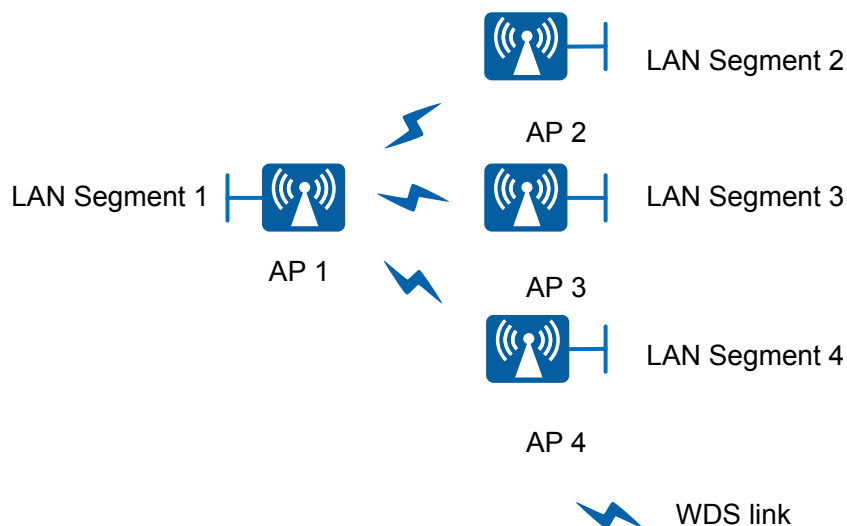 LAN Segment 2
AP 2
LAN Segment 1
LAN Segment 3
AP 1
AP 3
LAN Segment 4
AP 4
WDS link